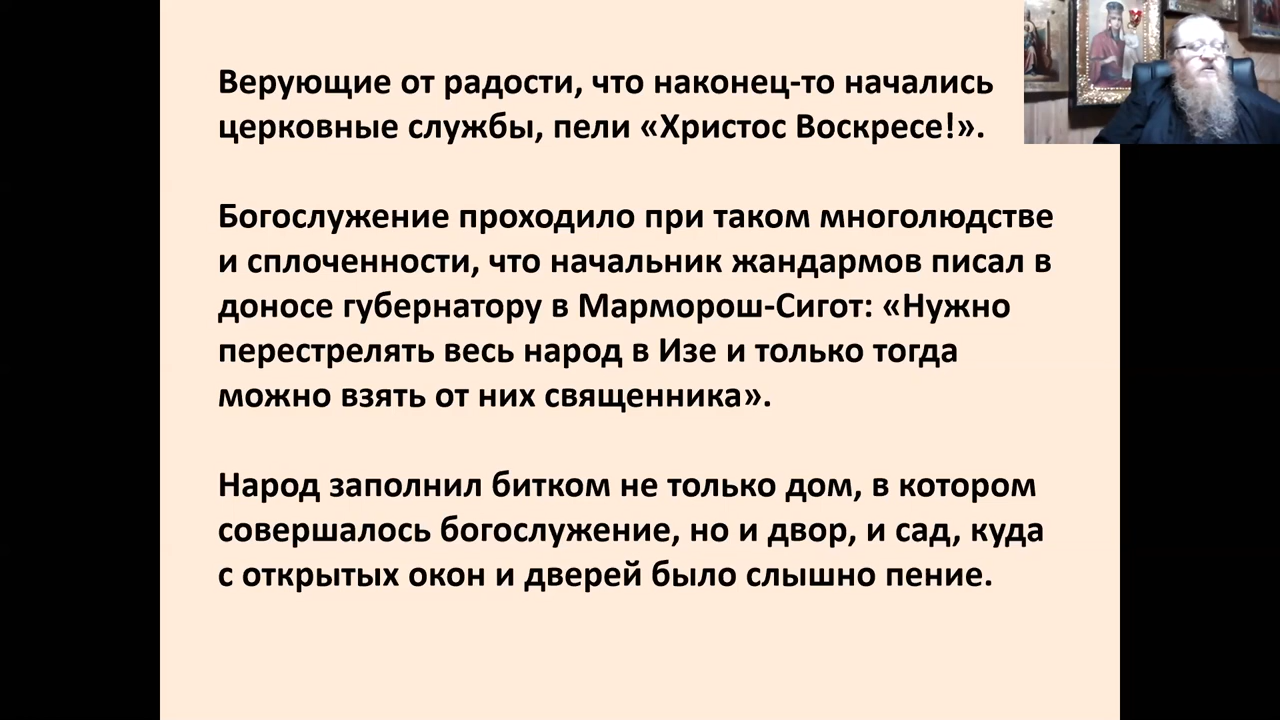 Верующие от радости, что наконец-то начались
церковные службы, пели «Христос Воскресе!».
Богослужение проходило при таком многолюдстве
и сплоченности, что начальник жандармов писал в
доносе губернатору в Марморош-Сигот: «Нужно
перестрелять весь народ в Изе и только тогда
можно взять от них священника».
Народ заполнил битком не только дом, в котором
совершалось богослужение, но и двор, и сад, куда
с открытых окон и дверей было слышно пение.